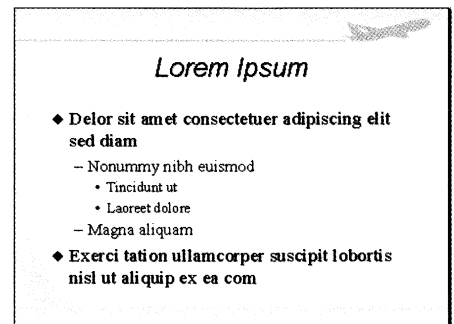 Lorem Ipsum
◆ Delor sit amet consectetuer adipiscing elit
sed diam
– Nonummy nibh euismod
• Tincidunt ut
• Laoreet dolore
– Magna aliquam
◆ Exerci tation ullamcorper suscipit lobortis
nisl ut aliquip ex ea com